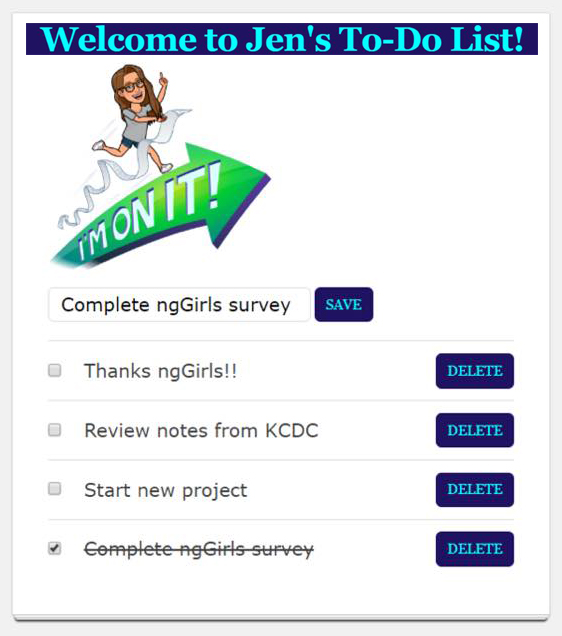 Welcome to Jen's To-Do List!
I'M ON IT!
Complete ngGirls survey SAVE
Thanks ngGirls!! DELETE
Review notes from KCDC DELETE
Start new project DELETE
Complete ngGirls survey DELETE